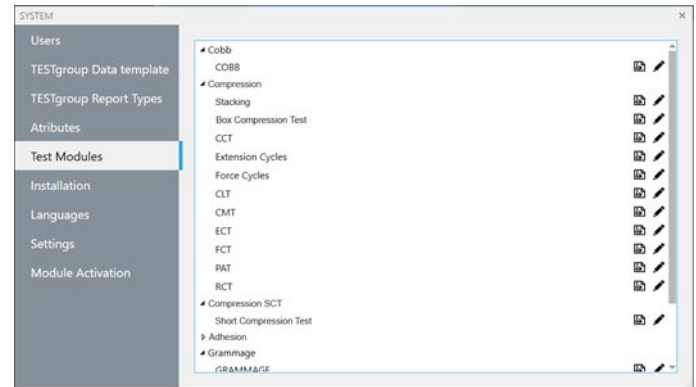 SYSTEM
Users
TESTgroup Data template
TESTgroup Report Types
Atributes
Test Modules
Installation
Languages
Settings
Module Activation
Cobb
COBB
Compression
Stacking
Box Compression Test
CCT
Extension Cycles
Force Cycles
CLT
CMT
ECT
FCT
PAT
RCT
Compression SCT
Short Compression Test
Adhesion
Grammage
GRAMMAGE